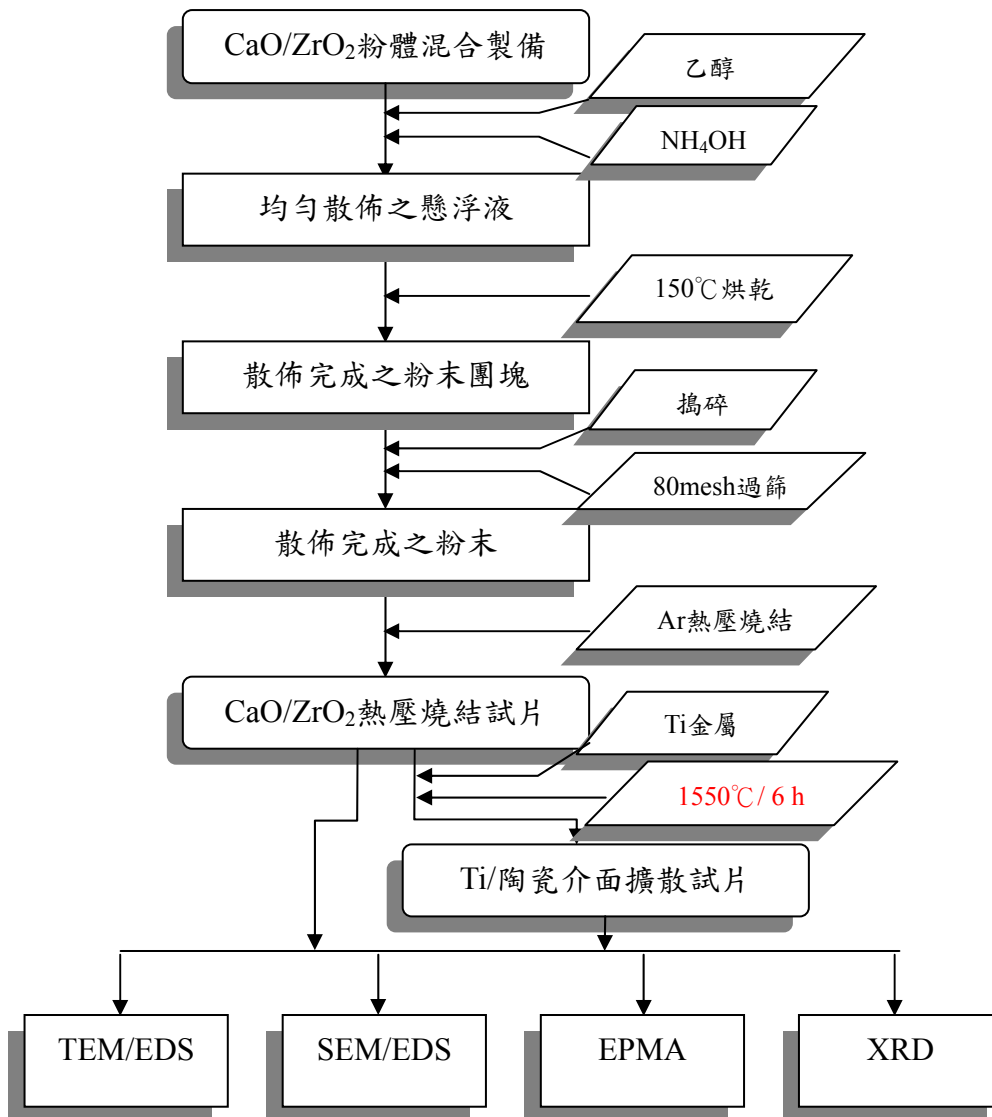 CaO/ZrO₂粉體混合製備
乙醇
NH₄OH
均勻散佈之懸浮液
150℃烘乾
散佈完成之粉末團塊
搗碎
80mesh過篩
散佈完成之粉末
Ar熱壓燒結
CaO/ZrO₂熱壓燒結試片
Ti金屬
1550℃/ 6 h
Ti/陶瓷介面擴散試片
TEM/EDS
SEM/EDS
EPMA
XRD